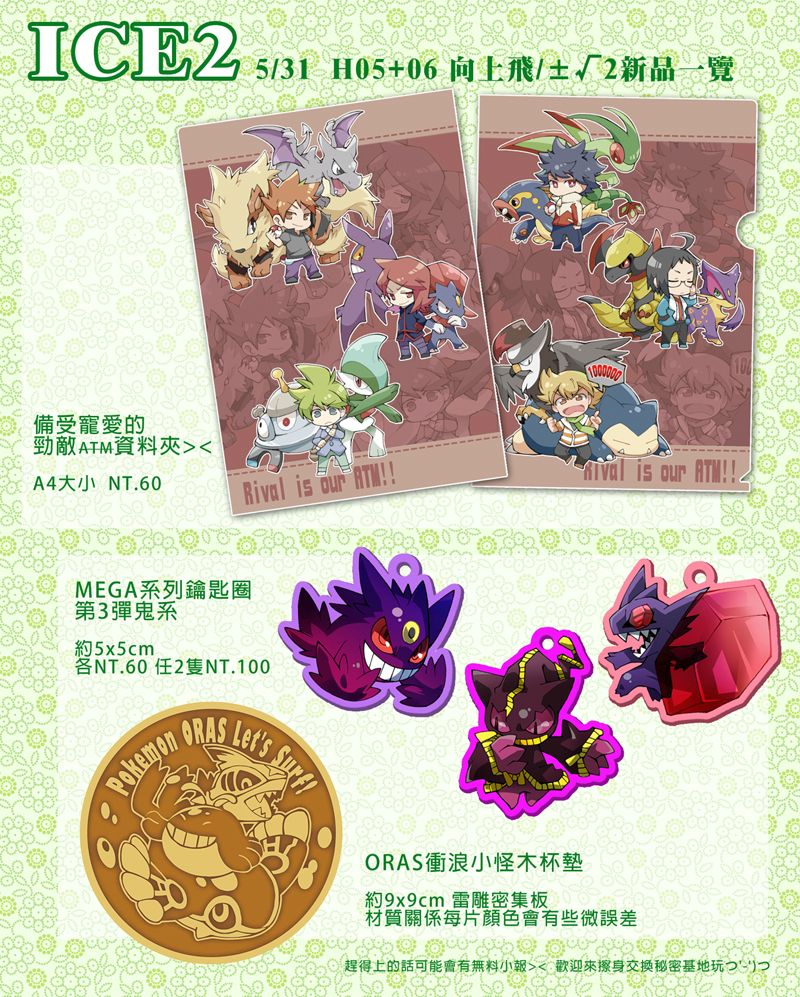 ICE2 5/31 H05+06 向上飛/±√2新品一覽
1000000
Rival is our ATM!!
Rival is our ATM!!
備受寵愛的
勁敵ATM資料夾><
A4大小 NT.60
MEGA系列鑰匙圈
第3彈鬼系
約5x5cm
各NT.60 任2隻NT.100
Pokemon ORAS Let's Surf!
ORAS衝浪小怪木杯墊
約9x9cm 雷雕密集板
材質關係每片顏色會有些微誤差
趕得上的話可能會有無料小報>< 歡迎來擦身交換秘密基地玩つ'-')つ